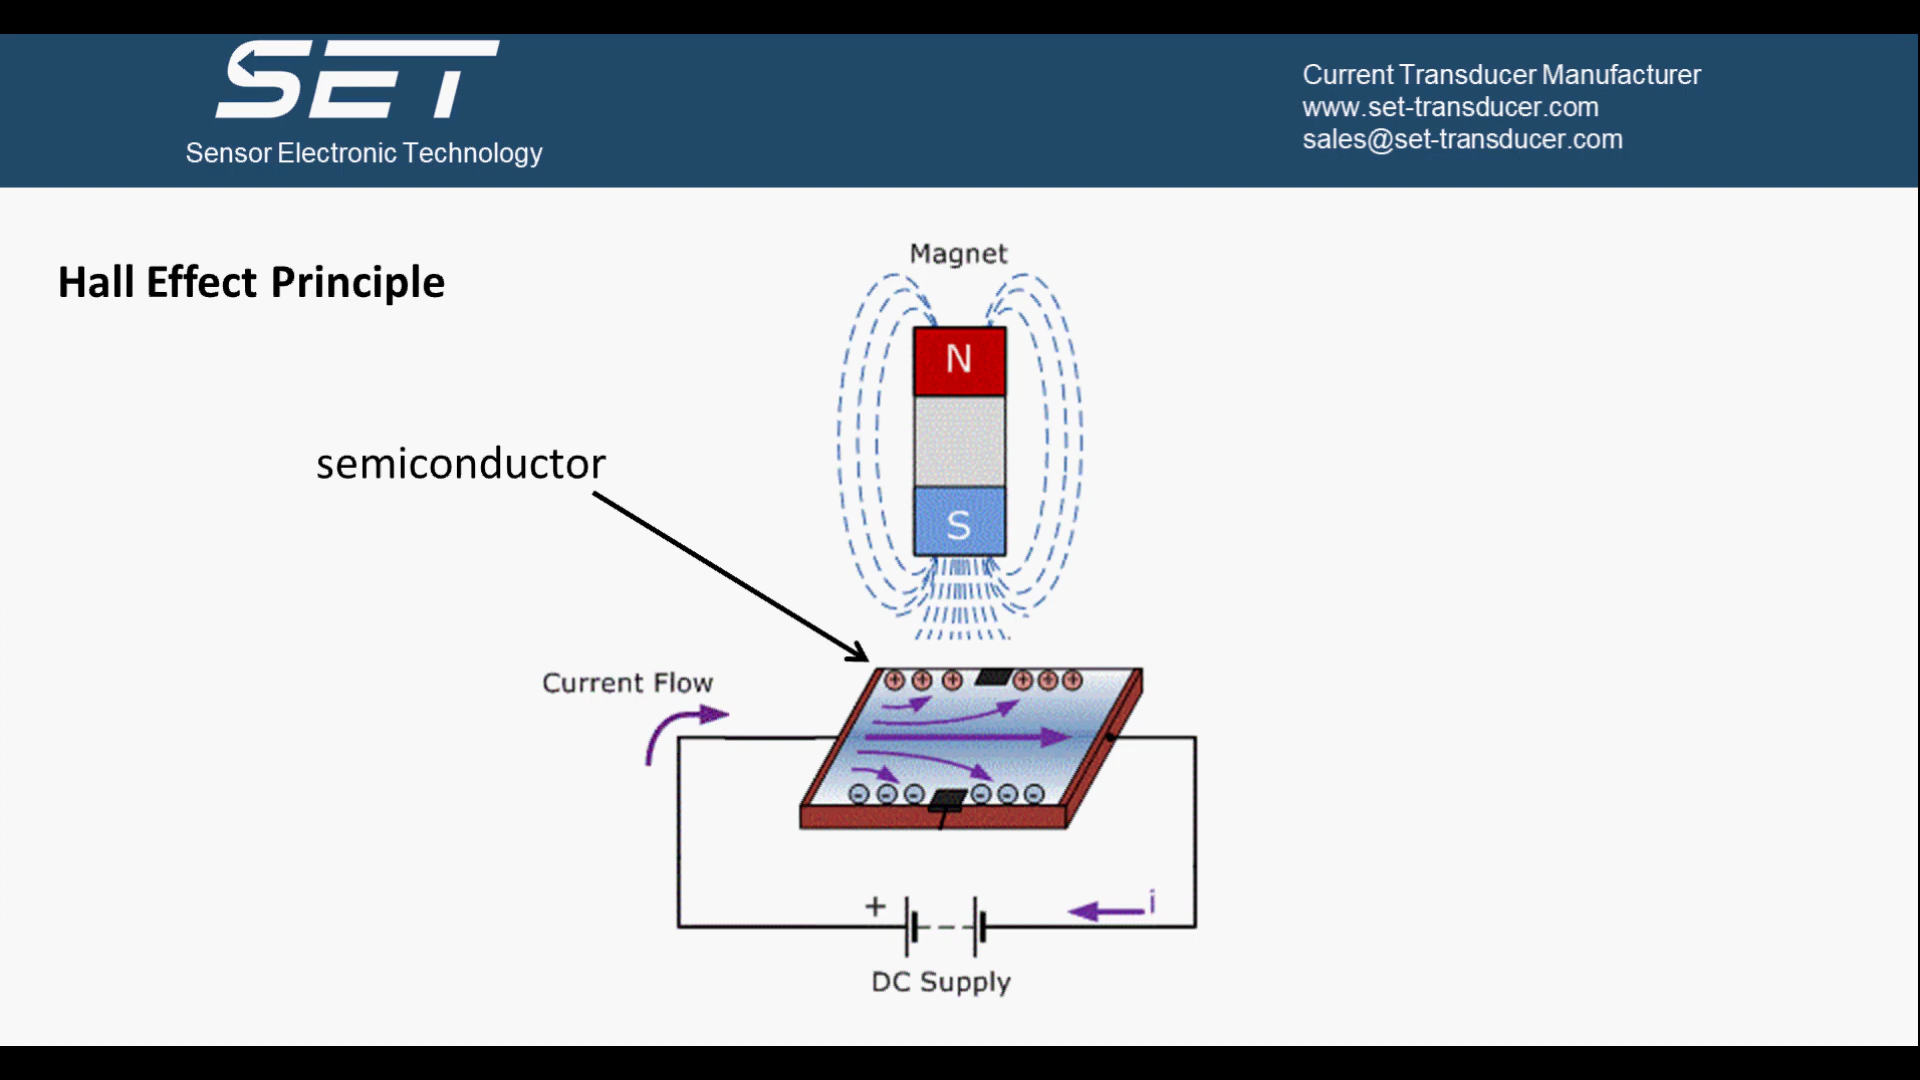 SET
Sensor Electronic Technology
Current Transducer Manufacturer
www.set-transducer.com
sales@set-transducer.com
Hall Effect Principle
Magnet
N
semiconductor
S
Current Flow
+ + + + + +
- - - - - -
+
i
DC Supply